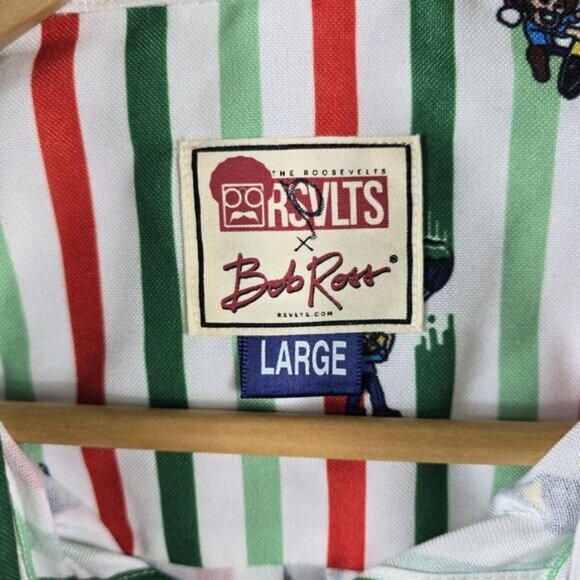 THE ROOSEVELTS
RSVLTS
x
Bob Ross®
RSVLTS.COM
LARGE